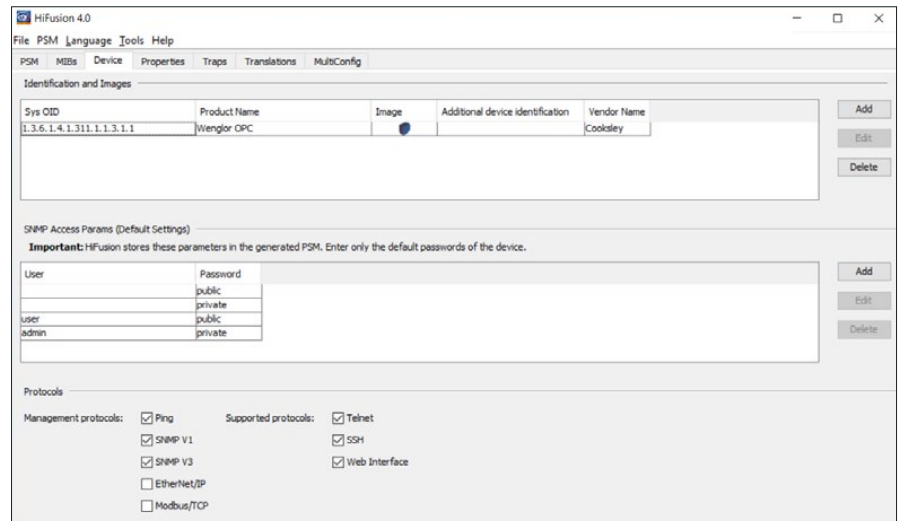 HiFusion 4.0
File PSM Language Tools Help
PSM MIBs Device Properties Traps Translations MultiConfig
Identification and Images
Sys OID Product Name Image Additional device identification Vendor Name Add
1.3.6.1.4.1.311.1.1.3.1.1 Wenglor OPC Cooksley
Edit
Delete
SNMP Access Params (Default Settings)
Important: HiFusion stores these parameters in the generated PSM. Enter only the default passwords of the device.
User Password Add
public
private Edit
user public
admin private Delete
Protocols
Management protocols: Ping Supported protocols: Telnet
SNMP V1 SSH
SNMP V3 Web Interface
EtherNet/IP
Modbus/TCP